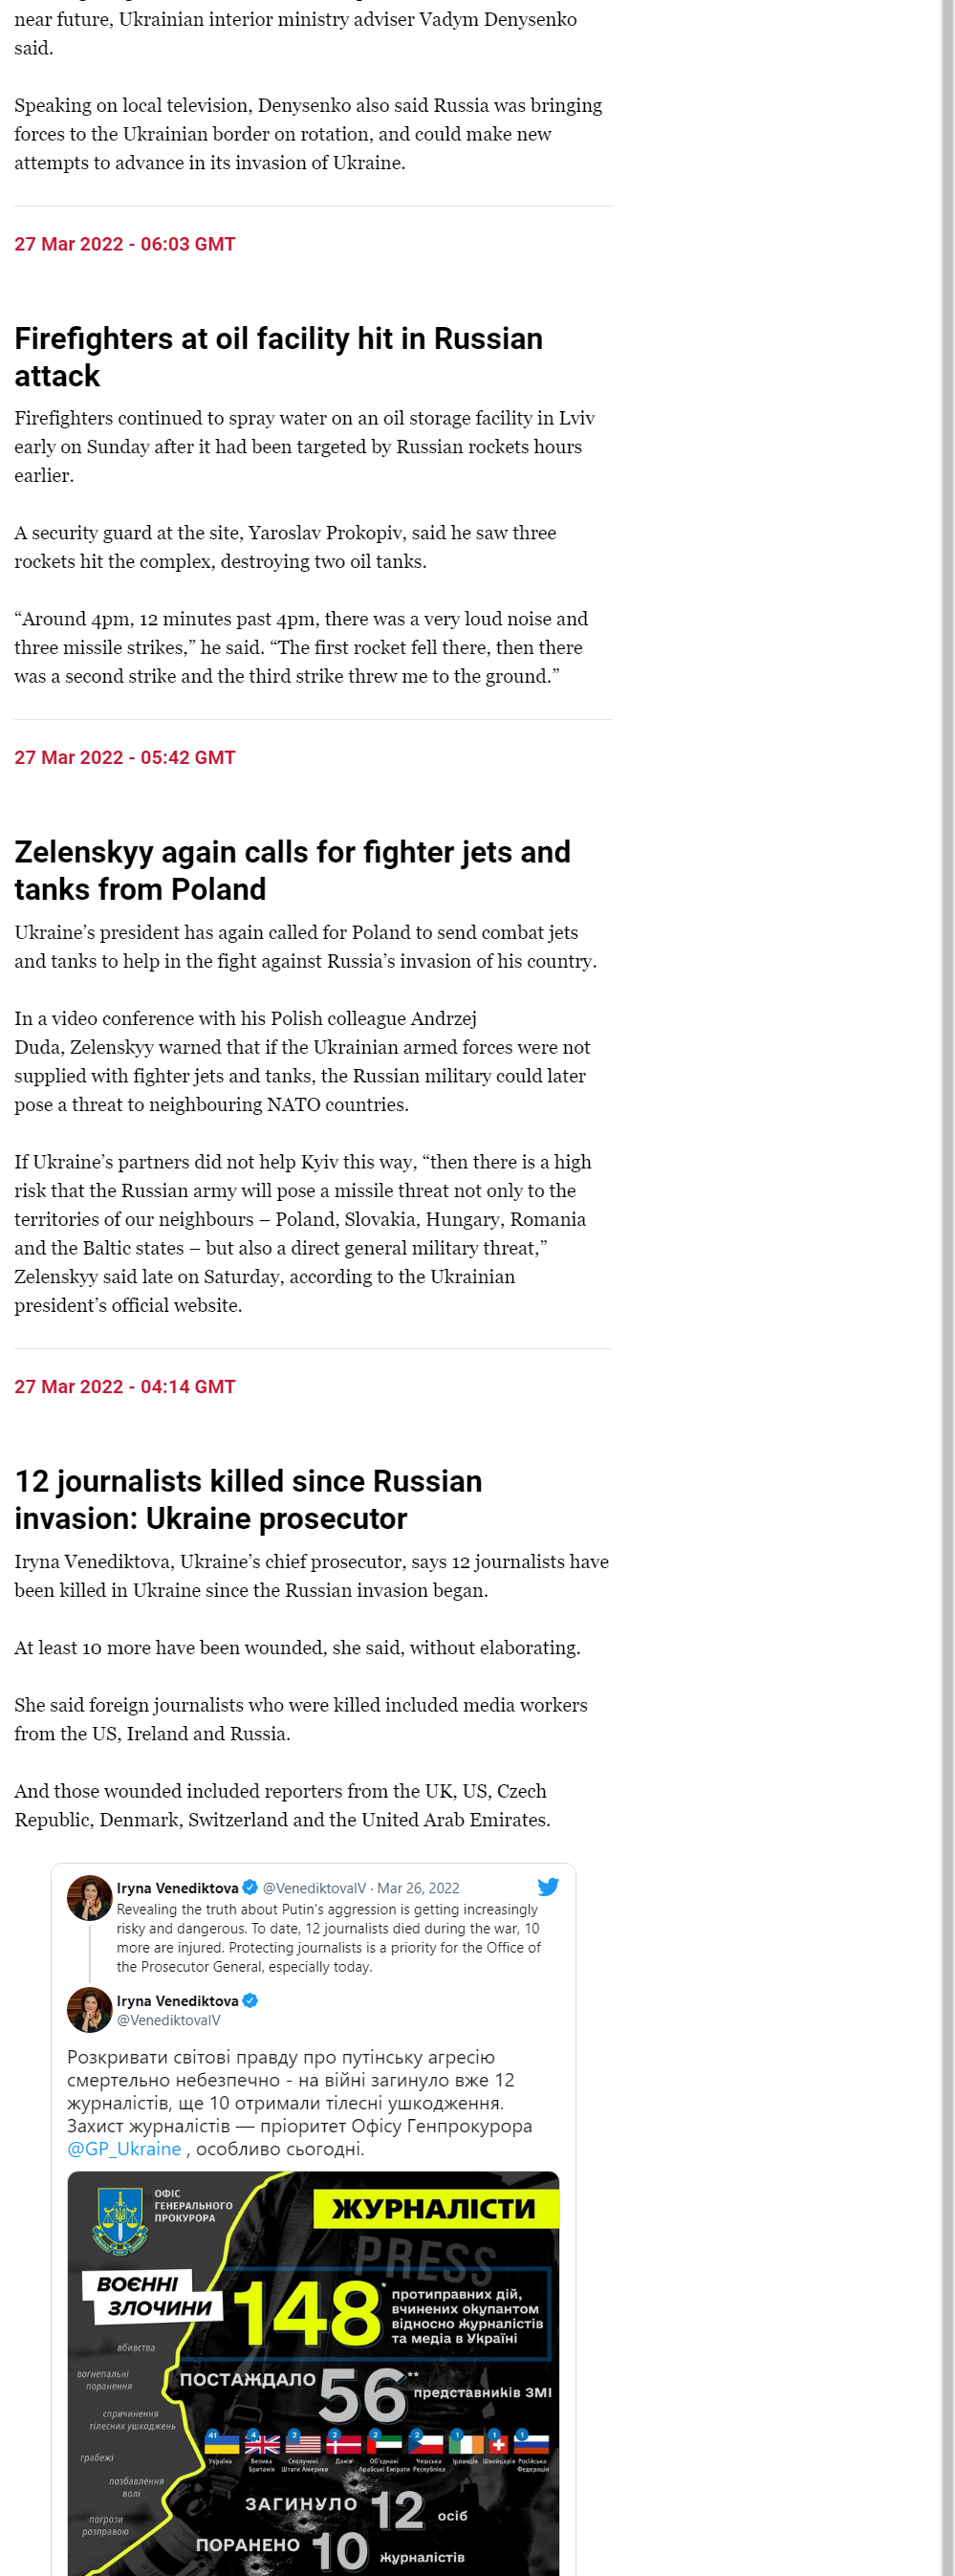 near future, Ukrainian interior ministry adviser Vadym Denysenko
said.
Speaking on local television, Denysenko also said Russia was bringing
forces to the Ukrainian border on rotation, and could make new
attempts to advance in its invasion of Ukraine.
27 Mar 2022 - 06:03 GMT
Firefighters at oil facility hit in Russian
attack
Firefighters continued to spray water on an oil storage facility in Lviv
early on Sunday after it had been targeted by Russian rockets hours
earlier.
A security guard at the site, Yaroslav Prokopiv, said he saw three
rockets hit the complex, destroying two oil tanks.
“Around 4pm, 12 minutes past 4pm, there was a very loud noise and
three missile strikes,” he said. “The first rocket fell there, then there
was a second strike and the third strike threw me to the ground.”
27 Mar 2022 - 05:42 GMT
Zelenskyy again calls for fighter jets and
tanks from Poland
Ukraine’s president has again called for Poland to send combat jets
and tanks to help in the fight against Russia’s invasion of his country.
In a video conference with his Polish colleague Andrzej
Duda, Zelenskyy warned that if the Ukrainian armed forces were not
supplied with fighter jets and tanks, the Russian military could later
pose a threat to neighbouring NATO countries.
If Ukraine’s partners did not help Kyiv this way, “then there is a high
risk that the Russian army will pose a missile threat not only to the
territories of our neighbours – Poland, Slovakia, Hungary, Romania
and the Baltic states – but also a direct general military threat,”
Zelenskyy said late on Saturday, according to the Ukrainian
president’s official website.
27 Mar 2022 - 04:14 GMT
12 journalists killed since Russian
invasion: Ukraine prosecutor
Iryna Venediktova, Ukraine’s chief prosecutor, says 12 journalists have
been killed in Ukraine since the Russian invasion began.
At least 10 more have been wounded, she said, without elaborating.
She said foreign journalists who were killed included media workers
from the US, Ireland and Russia.
And those wounded included reporters from the UK, US, Czech
Republic, Denmark, Switzerland and the United Arab Emirates.
Iryna Venediktova @VenediktovaIV · Mar 26, 2022
Revealing the truth about Putin's aggression is getting increasingly
risky and dangerous. To date, 12 journalists died during the war, 10
more are injured. Protecting journalists is a priority for the Office of
the Prosecutor General, especially today.
Iryna Venediktova
@VenediktovaIV
Розкривати світові правду про путінську агресію
смертельно небезпечно - на війні загинуло вже 12
журналістів, ще 10 отримали тілесні ушкодження.
Захист журналістів — пріоритет Офісу Генпрокурора
@GP_Ukraine , особливо сьогодні.
ОФІС
ГЕНЕРАЛЬНОГО
ПРОКУРОРА
ЖУРНАЛІСТИ
PRESS
ВОЄННІ
ЗЛОЧИНИ
148*
протиправних дій,
вчинених окупантом
відносно журналістів
та медіа в Україні
вбивства
вогнепальні
поранення
спричинення
тілесних ушкоджень
грабежі
позбавлення
волі
погрози
розправою
ПОСТАЖДАЛО 56** представників ЗМІ
41 4 2 2 2 2 1 1 1
Україна
Велика
Британія
Сполучені
Штати Америки
Данія
Об'єднані
Арабські Емірати
Чеська
Республіка
Ірландія
Швейцарія
Російська
Федерація
ЗАГИНУЛО 12 осіб
ПОРАНЕНО 10 журналістів